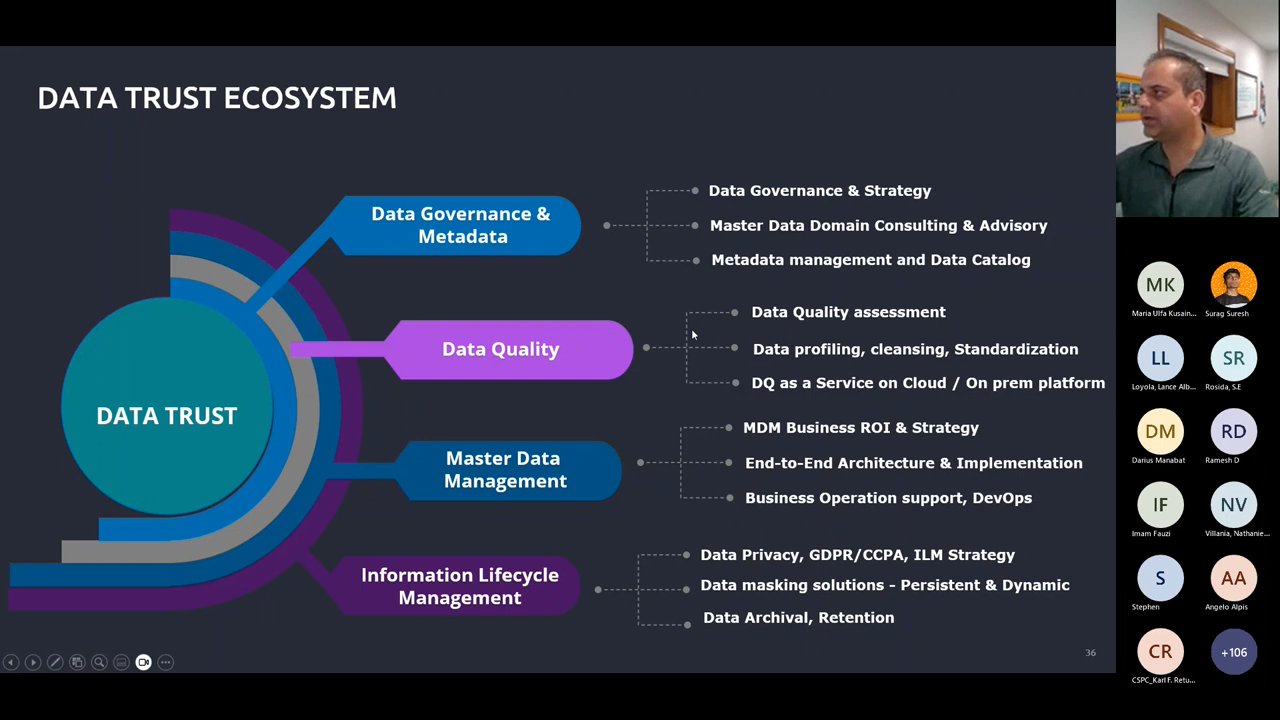 DATA TRUST ECOSYSTEM
DATA TRUST
Data Governance &
Metadata
Data Governance & Strategy
Master Data Domain Consulting & Advisory
Metadata management and Data Catalog
Data Quality
Data Quality assessment
Data profiling, cleansing, Standardization
DQ as a Service on Cloud / On prem platform
Master Data
Management
MDM Business ROI & Strategy
End-to-End Architecture & Implementation
Business Operation support, DevOps
Information Lifecycle
Management
Data Privacy, GDPR/CCPA, ILM Strategy
Data masking solutions - Persistent & Dynamic
Data Archival, Retention
36
MK
Maria Ulfa Kusain...
Surag Suresh
LL
Loyola, Lance Alb...
SR
Rosida, S.E
DM
Darius Manabat
RD
Ramesh D
IF
Imam Fauzi
NV
Villania, Nathanie...
S
Stephen
AA
Angelo Alpis
CR
CSPC_Karl F. Retu...
+106